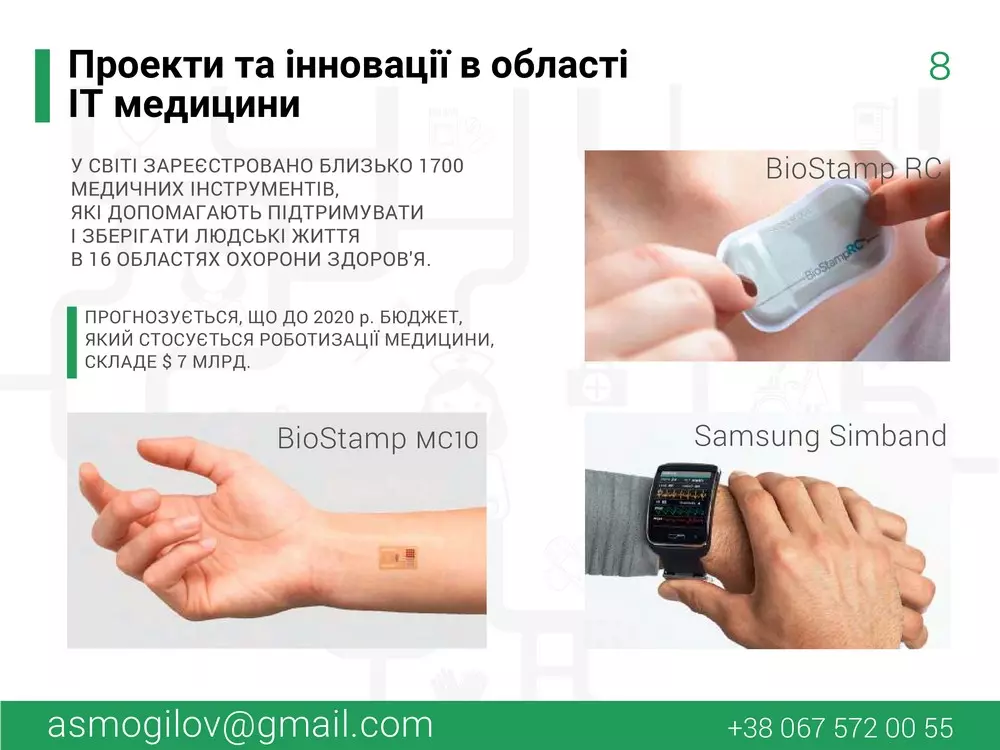 Проекти та інновації в області
ІТ медицини
8
У СВІТІ ЗАРЕЄСТРОВАНО БЛИЗЬКО 1700
МЕДИЧНИХ ІНСТРУМЕНТІВ,
ЯКІ ДОПОМАГАЮТЬ ПІДТРИМУВАТИ
І ЗБЕРІГАТИ ЛЮДСЬКІ ЖИТТЯ
В 16 ОБЛАСТЯХ ОХОРОНИ ЗДОРОВ'Я.
ПРОГНОЗУЄТЬСЯ, ЩО ДО 2020 р. БЮДЖЕТ,
ЯКИЙ СТОСУЄТЬСЯ РОБОТИЗАЦІЇ МЕДИЦИНИ,
СКЛАДЕ $ 7 МЛРД.
BioStamp RC
BioStampRC
BioStamp MC10
Samsung Simband
asmogilov@gmail.com
+38 067 572 00 55